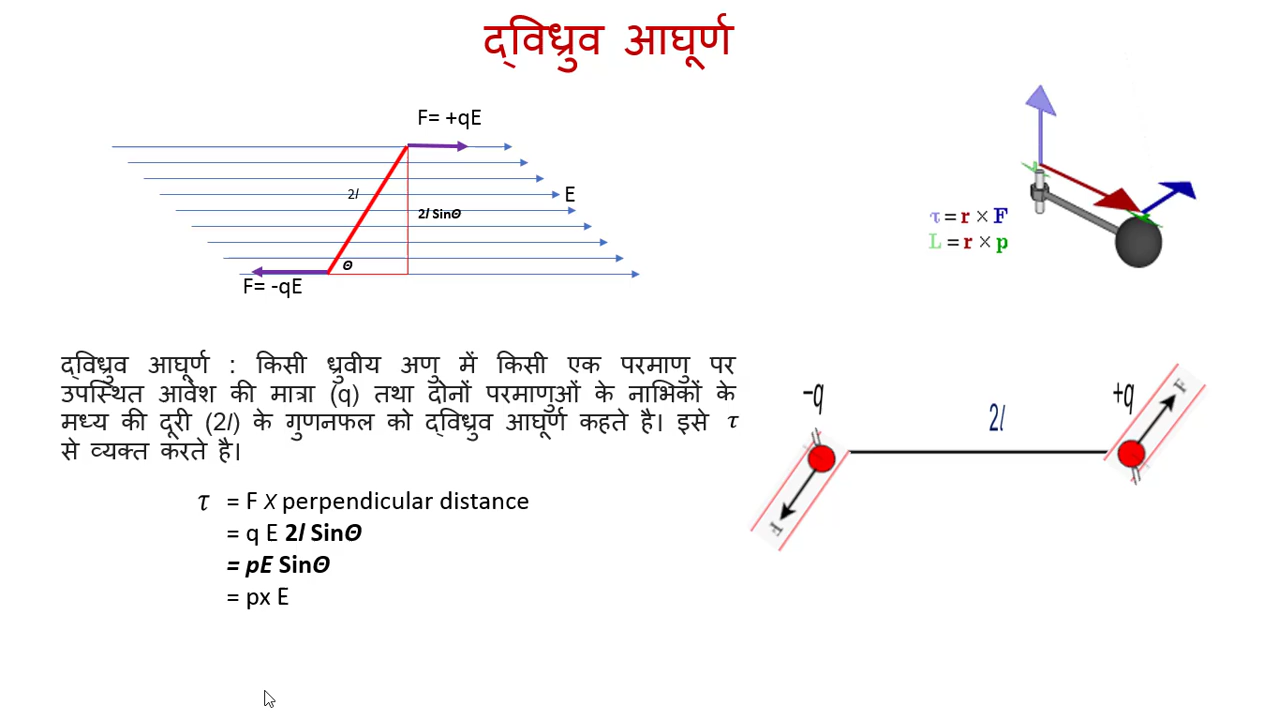 द्विध्रुव आघूर्ण
F= +qE
2l
E
2l SinΘ
Θ
F= -qE
τ = r × F
L = r × p
द्विध्रुव आघूर्ण : किसी ध्रुवीय अणु में किसी एक परमाणु पर
उपस्थित आवेश की मात्रा (q) तथा दोनों परमाणुओं के नाभिकों के
मध्य की दूरी (2l) के गुणनफल को द्विध्रुव आघूर्ण कहते है। इसे τ
से व्यक्त करते है।
−q
2l
+q
F
F
τ = F X perpendicular distance
= q E 2l SinΘ
= pE SinΘ
= px E